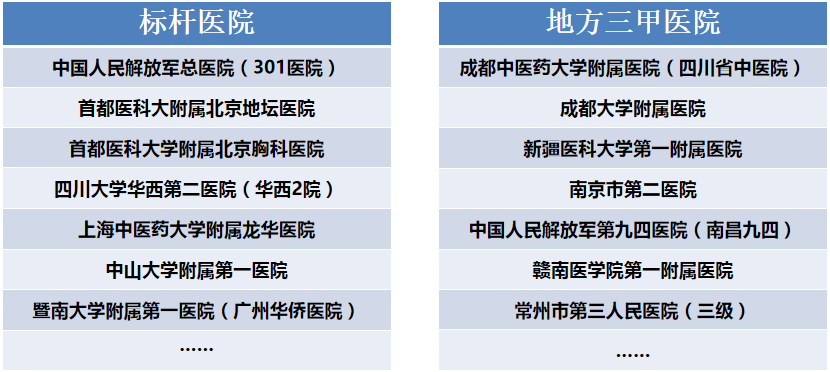 标杆医院
中国人民解放军总医院（301医院）
首都医科大附属北京地坛医院
首都医科大学附属北京胸科医院
四川大学华西第二医院（华西2院）
上海中医药大学附属龙华医院
中山大学附属第一医院
暨南大学附属第一医院（广州华侨医院）
……
地方三甲医院
成都中医药大学附属医院（四川省中医院）
成都大学附属医院
新疆医科大学第一附属医院
南京市第二医院
中国人民解放军第九四医院（南昌九四）
赣南医学院第一附属医院
常州市第三人民医院（三级）
……